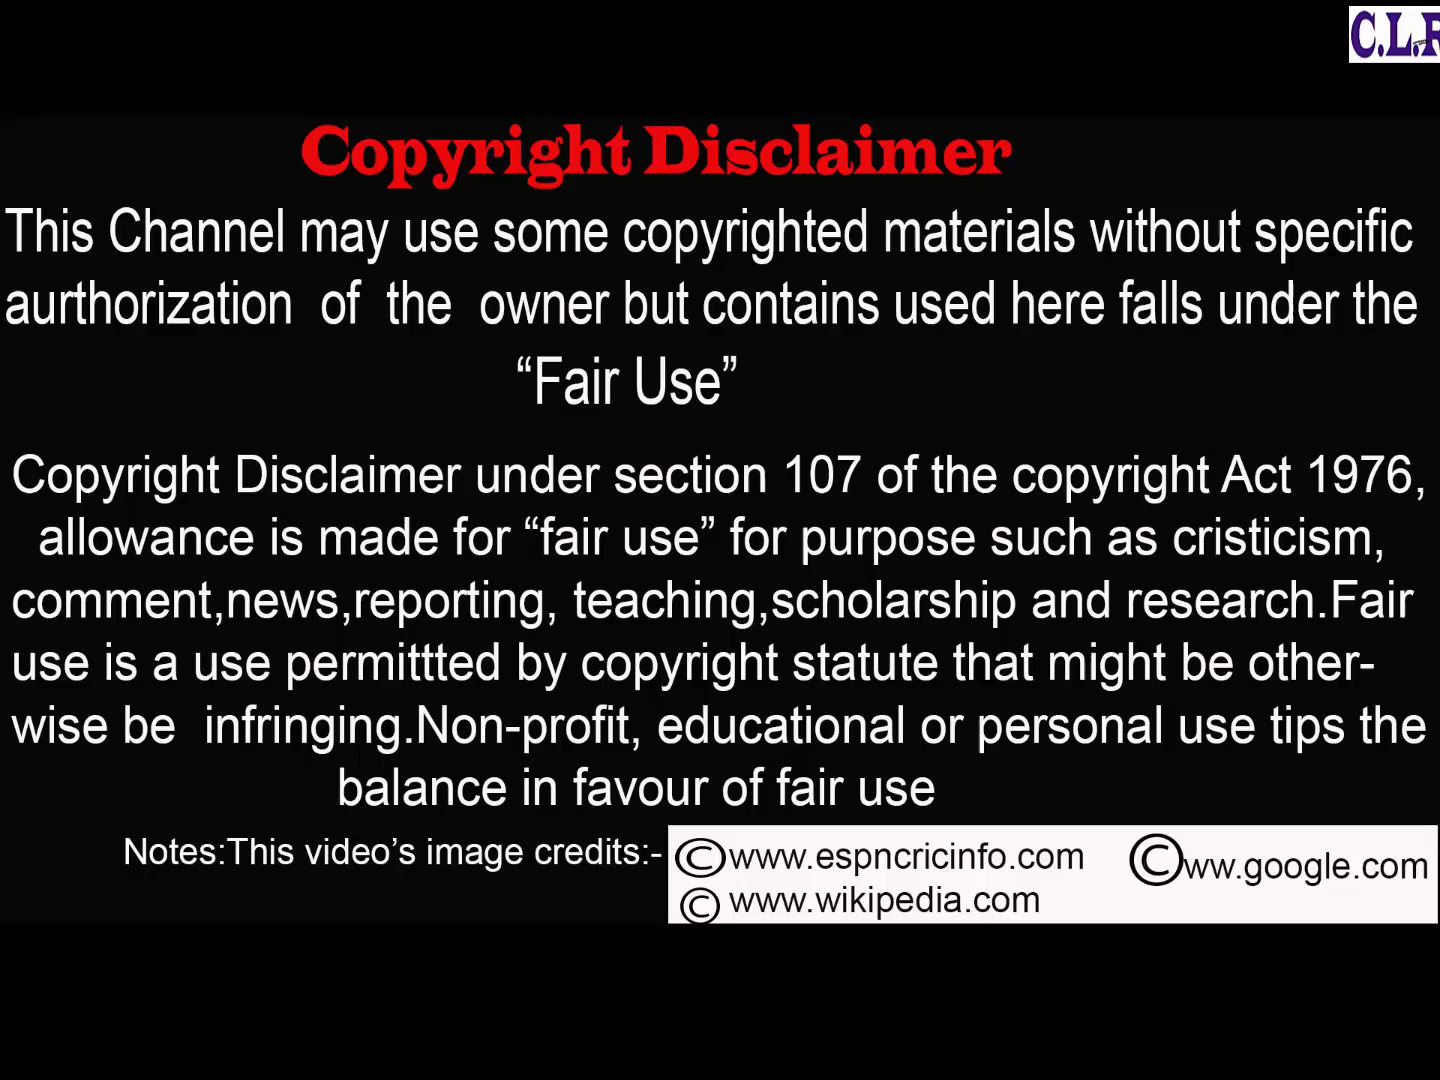 C.L.R
Copyright Disclaimer
This Channel may use some copyrighted materials without specific
aurthorization of the owner but contains used here falls under the
“Fair Use”
Copyright Disclaimer under section 107 of the copyright Act 1976,
allowance is made for “fair use” for purpose such as cristicism,
comment,news,reporting, teaching,scholarship and research.Fair
use is a use permittted by copyright statute that might be other-
wise be infringing.Non-profit, educational or personal use tips the
balance in favour of fair use
Notes:This video’s image credits:- ©www.espncricinfo.com ©ww.google.com
© www.wikipedia.com